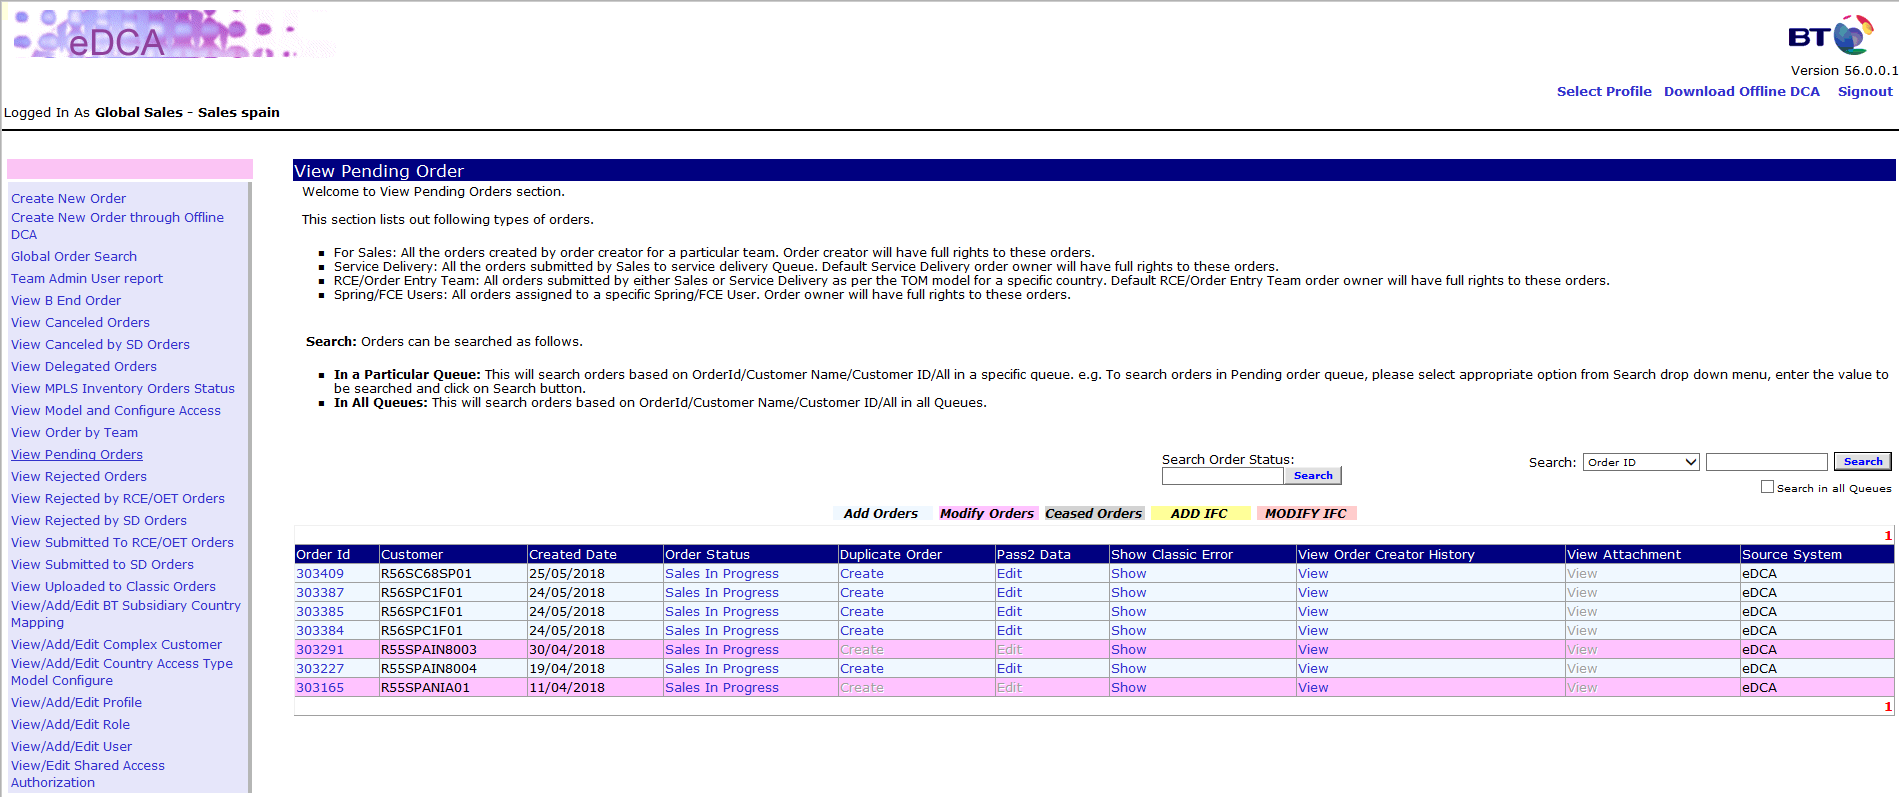 eDCA
BT
Version 56.0.0.1
Select Profile Download Offline DCA Signout
Logged In As Global Sales - Sales spain
Create New Order
Create New Order through Offline
DCA
Global Order Search
Team Admin User report
View B End Order
View Canceled Orders
View Canceled by SD Orders
View Delegated Orders
View MPLS Inventory Orders Status
View Model and Configure Access
View Order by Team
View Pending Orders
View Rejected Orders
View Rejected by RCE/OET Orders
View Rejected by SD Orders
View Submitted To RCE/OET Orders
View Submitted to SD Orders
View Uploaded to Classic Orders
View/Add/Edit BT Subsidiary Country
Mapping
View/Add/Edit Complex Customer
View/Add/Edit Country Access Type
Model Configure
View/Add/Edit Profile
View/Add/Edit Role
View/Add/Edit User
View/Edit Shared Access
Authorization
View Pending Order
Welcome to View Pending Orders section.
This section lists out following types of orders.
For Sales: All the orders created by order creator for a particular team. Order creator will have full rights to these orders.
Service Delivery: All the orders submitted by Sales to service delivery Queue. Default Service Delivery order owner will have full rights to these orders.
RCE/Order Entry Team: All orders submitted by either Sales or Service Delivery as per the TOM model for a specific country. Default RCE/Order Entry Team order owner will have full rights to these orders.
Spring/FCE Users: All orders assigned to a specific Spring/FCE User. Order owner will have full rights to these orders.
Search: Orders can be searched as follows.
In a Particular Queue: This will search orders based on OrderId/Customer Name/Customer ID/All in a specific queue. e.g. To search orders in Pending order queue, please select appropriate option from Search drop down menu, enter the value to
be searched and click on Search button.
In All Queues: This will search orders based on OrderId/Customer Name/Customer ID/All in all Queues.
Search Order Status:
Search
Search: Order ID Search
Search in all Queues
Add Orders Modify Orders Ceased Orders ADD IFC MODIFY IFC
1
Order Id Customer Created Date Order Status Duplicate Order Pass2 Data Show Classic Error View Order Creator History View Attachment Source System
303409 R56SC68SP01 25/05/2018 Sales In Progress Create Edit Show View View eDCA
303387 R56SPC1F01 24/05/2018 Sales In Progress Create Edit Show View View eDCA
303385 R56SPC1F01 24/05/2018 Sales In Progress Create Edit Show View View eDCA
303384 R56SPC1F01 24/05/2018 Sales In Progress Create Edit Show View View eDCA
303291 R55SPAIN8003 30/04/2018 Sales In Progress Create Edit Show View View eDCA
303227 R55SPAIN8004 19/04/2018 Sales In Progress Create Edit Show View View eDCA
303165 R55SPANIA01 11/04/2018 Sales In Progress Create Edit Show View View eDCA
1